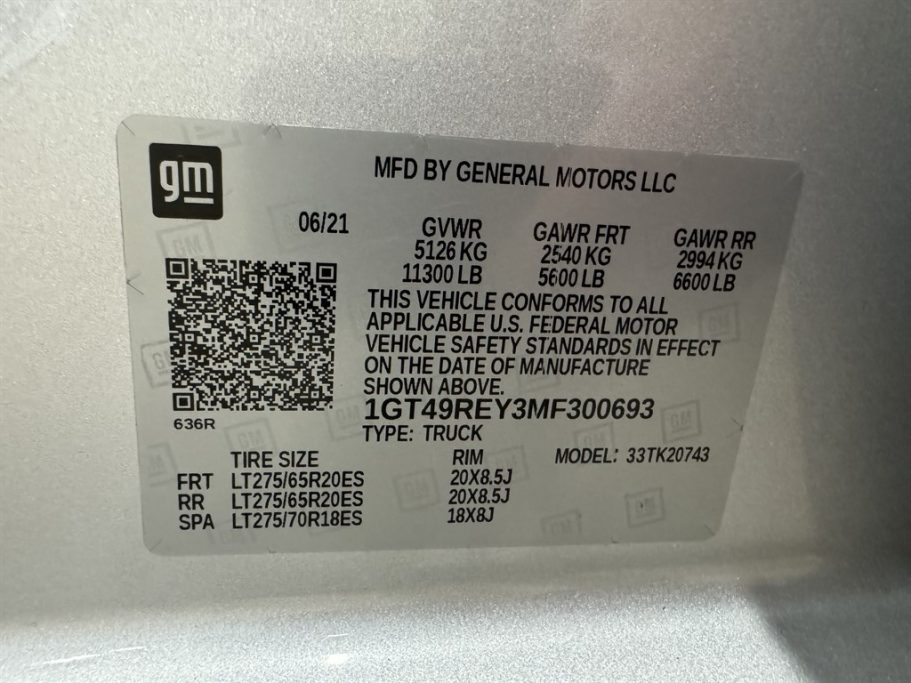 gm
MFD BY GENERAL MOTORS LLC
06/21 GVWR GAWR FRT GAWR RR
5126 KG 2540 KG 2994 KG
11300 LB 5600 LB 6600 LB
THIS VEHICLE CONFORMS TO ALL
APPLICABLE U.S. FEDERAL MOTOR
VEHICLE SAFETY STANDARDS IN EFFECT
ON THE DATE OF MANUFACTURE
SHOWN ABOVE.
636R
1GT49REY3MF300693
TYPE: TRUCK
TIRE SIZE RIM MODEL: 33TK20743
FRT LT275/65R20ES 20X8.5J
RR LT275/65R20ES 20X8.5J
SPA LT275/70R18ES 18X8J